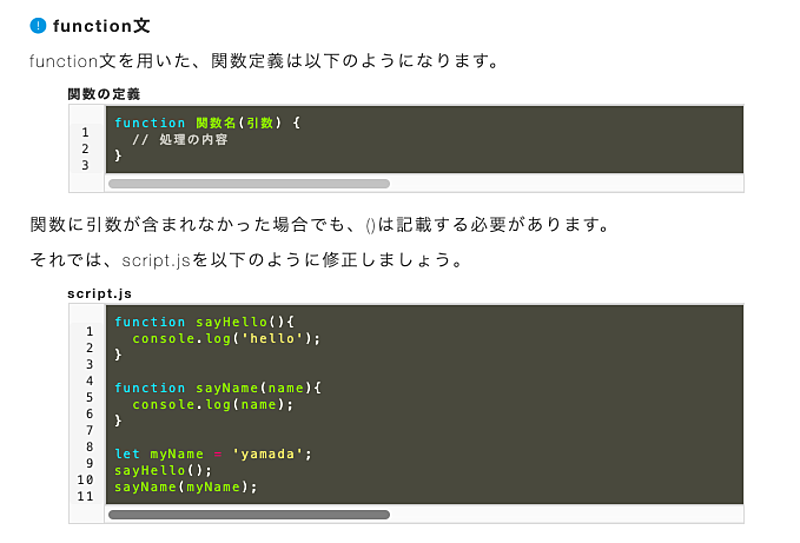 function文
function文を用いた、関数定義は以下のようになります。
関数の定義
1 function 関数名(引数) {
2   // 処理の内容
3 }
関数に引数が含まれなかった場合でも、()は記載する必要があります。
それでは、script.jsを以下のように修正しましょう。
script.js
1 function sayHello(){
2   console.log('hello');
3 }
4
5 function sayName(name){
6   console.log(name);
7 }
8
9 let myName = 'yamada';
10 sayHello();
11 sayName(myName);